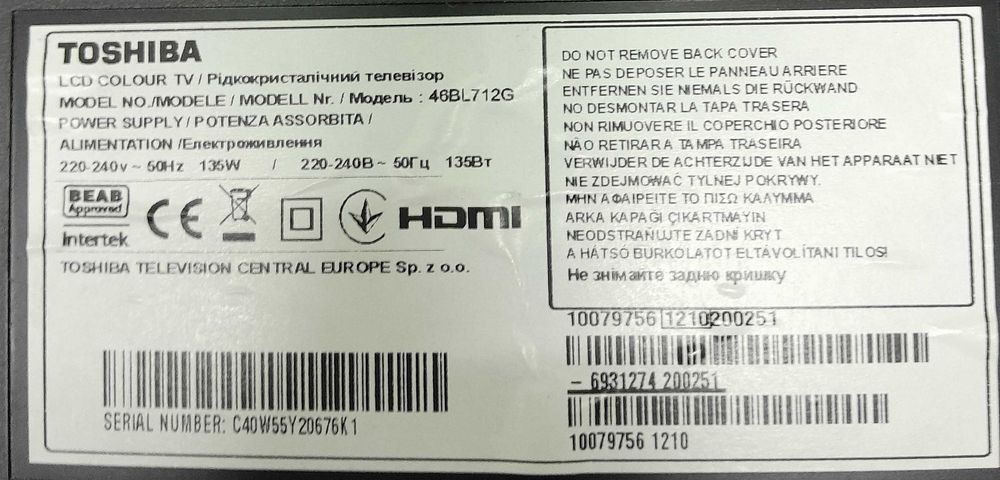 TOSHIBA
LCD COLOUR TV / Рідкокристалічний телевізор
MODEL NO./MODELE / MODELL Nr. / Модель : 46BL712G
POWER SUPPLY / POTENZA ASSORBITA /
ALIMENTATION /Електроживлення
220-240v ~ 50Hz 135W / 220-240В ~ 50Гц 135Вт
BEAB
Approved
Intertek
CE
HDMI
TOSHIBA TELEVISION CENTRAL EUROPE Sp. z o.o.
SERIAL NUMBER: C40W55Y20676K1
DO NOT REMOVE BACK COVER
NE PAS DEPOSER LE PANNEAU ARRIERE
ENTFERNEN SIE NIEMALS DIE RÜCKWAND
NO DESMONTAR LA TAPA TRASERA
NON RIMUOVERE IL COPERCHIO POSTERIORE
NÃO RETIRAR A TAMPA TRASEIRA
VERWIJDER DE ACHTERZIJDE VAN HET APPARAAT NIET
NIE ZDEJMOWAĆ TYLNEJ POKRYWY.
ΜΗΝ ΑΦΑΙΡΕΙΤΕ ΤΟ ΠΙΣΩ ΚΑΛΥΜΜΑ
ARKA KAPAĞI ÇIKARTMAYIN
NEODSTRAŇUJTE ZADNÍ KRYT
A HÁTSÓ BURKOLATOT ELTÁVOLÍTANI TILOS!
Не знімайте задню кришку
10079756 1210 200251
- 6931274 200251
10079756 1210